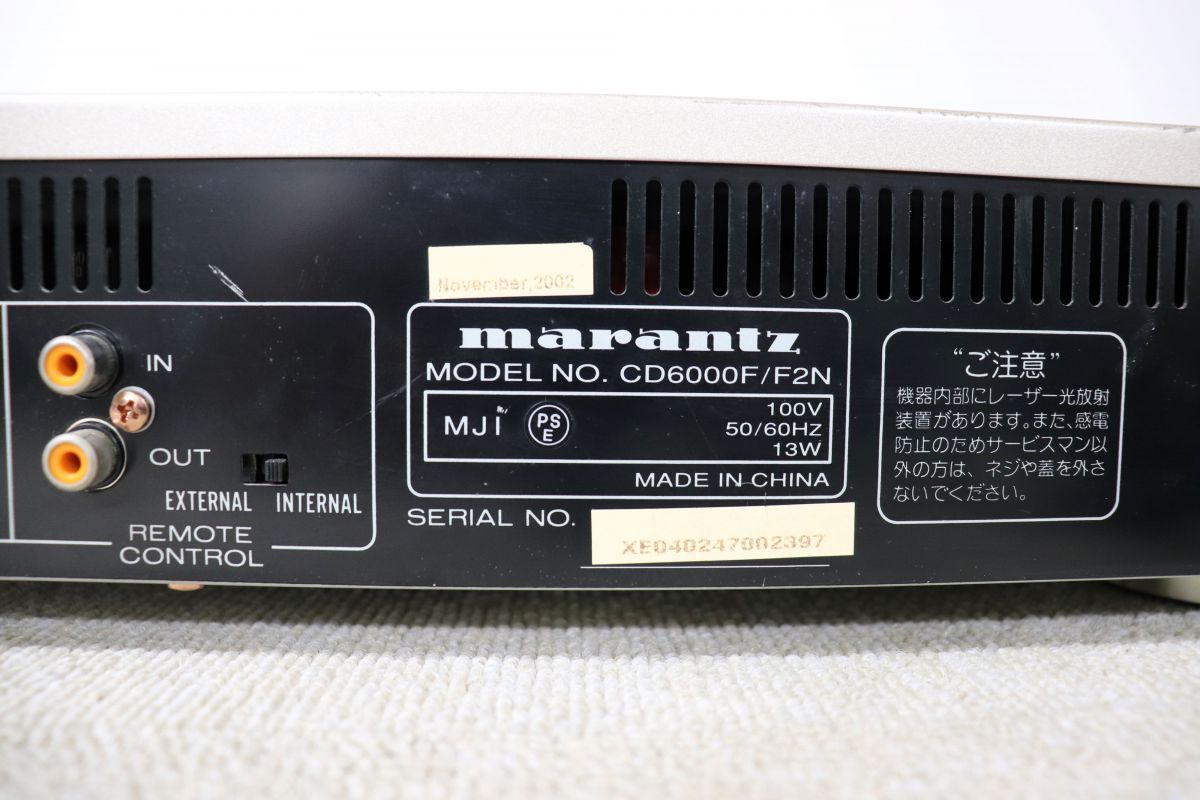 IN
OUT
EXTERNAL INTERNAL
REMOTE
CONTROL
November,2002
marantz
MODEL NO. CD6000F/F2N
MJI
PS
E
100V
50/60HZ
13W
MADE IN CHINA
SERIAL NO.
XE040247002397
“ご注意”
機器内部にレーザー光放射
装置があります。また、感電
防止のためサービスマン以
外の方は、ネジや蓋を外さ
ないでください。